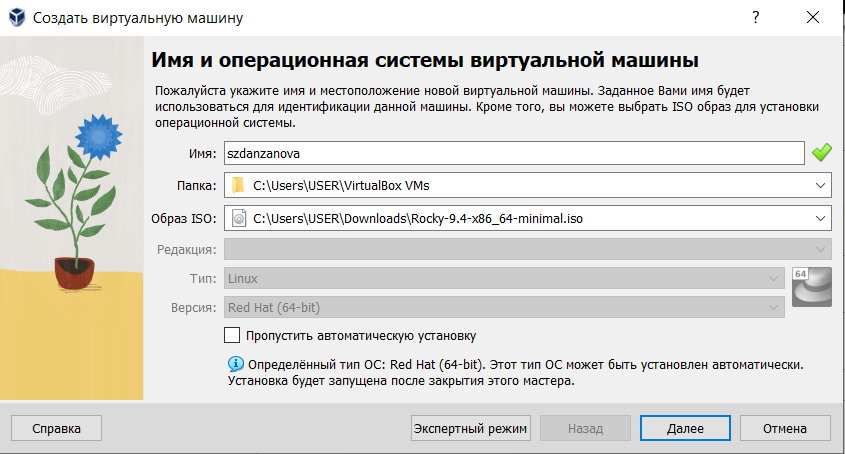 Создать виртуальную машину
?
Имя и операционная системы виртуальной машины
Пожалуйста укажите имя и местоположение новой виртуальной машины. Заданное Вами имя будет
использоваться для идентификации данной машины. Кроме того, вы можете выбрать ISO образ для установки
операционной системы.
Имя: szdanzanova
Папка: C:\Users\USER\VirtualBox VMs
Образ ISO: C:\Users\USER\Downloads\Rocky-9.4-x86_64-minimal.iso
Редакция:
Тип: Linux
64
Версия: Red Hat (64-bit)
Пропустить автоматическую установку
Определённый тип ОС: Red Hat (64-bit). Этот тип ОС может быть установлен автоматически.
Установка будет запущена после закрытия этого мастера.
Справка Экспертный режим Назад Далее Отмена